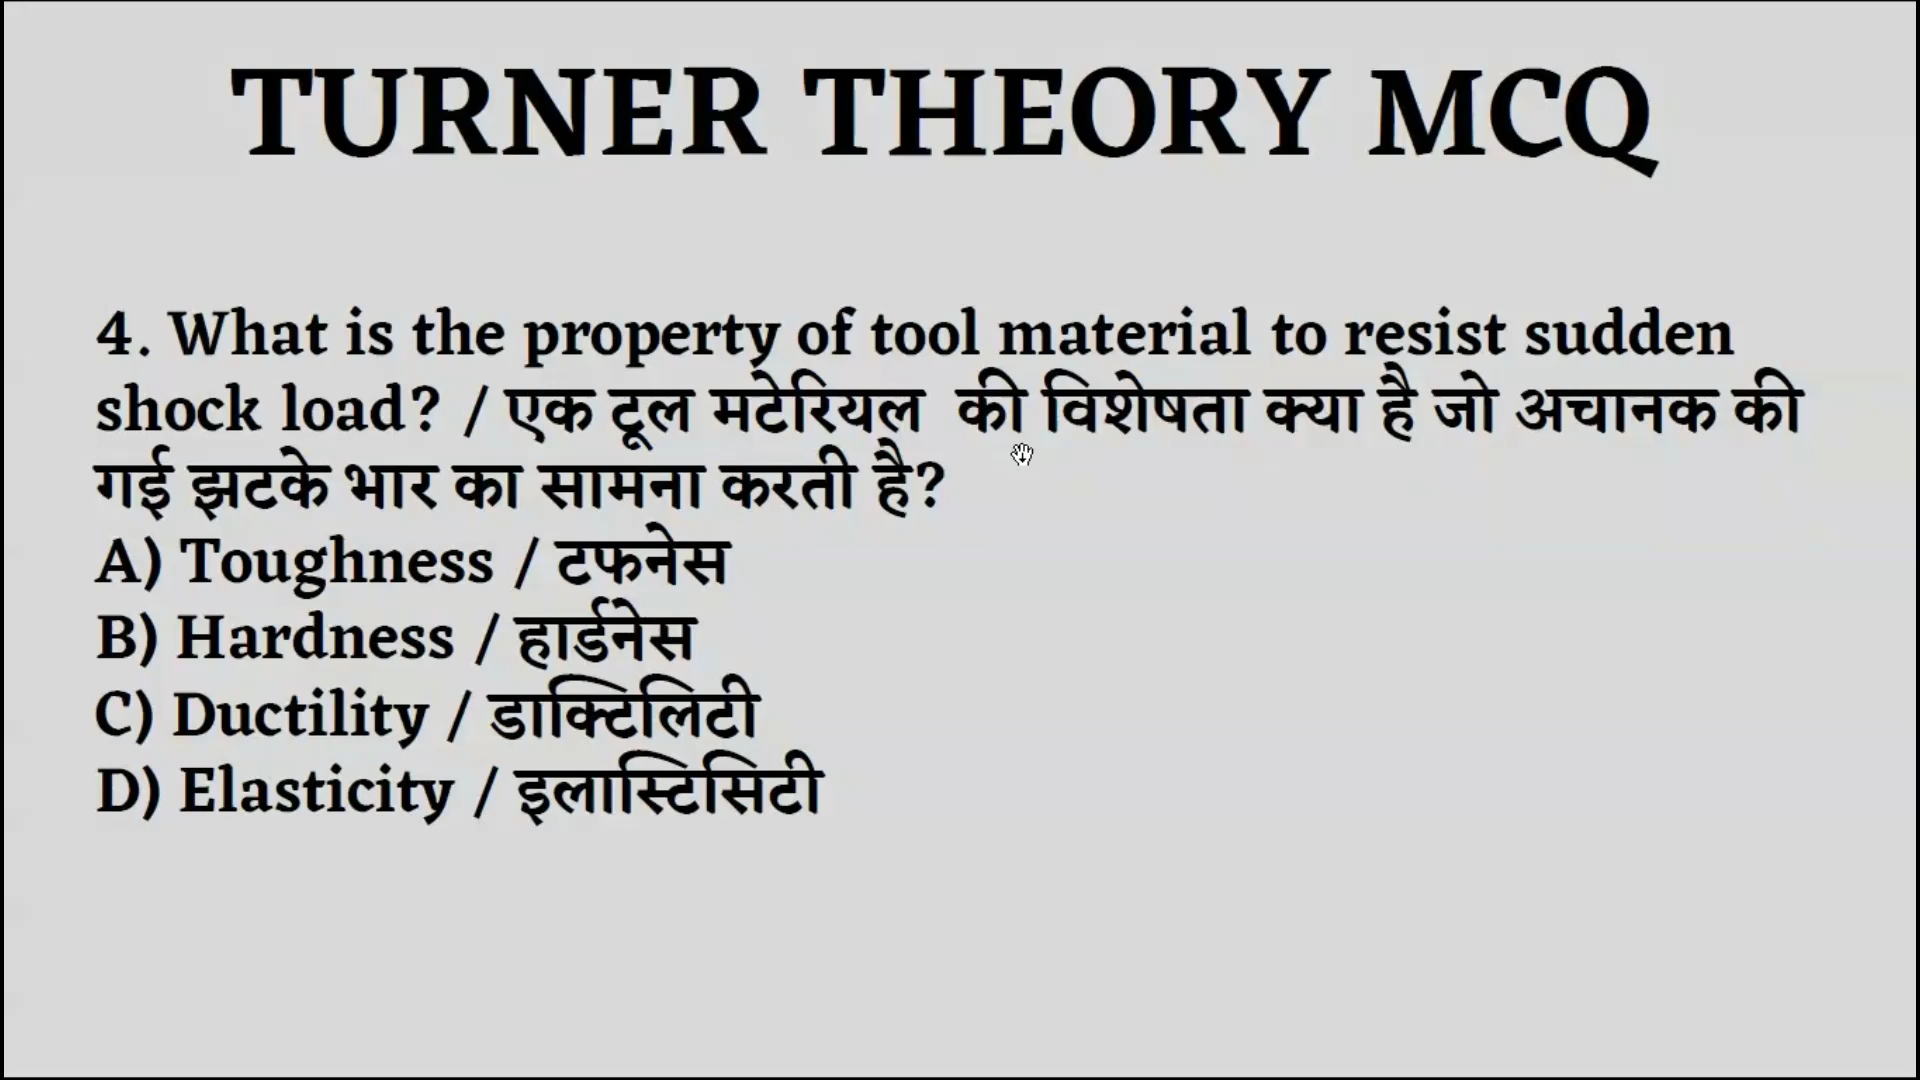 TURNER THEORY MCQ
4. What is the property of tool material to resist sudden
shock load? / एक टूल मटेरियल की विशेषता क्या है जो अचानक की
गई झटके भार का सामना करती है?
A) Toughness / टफनेस
B) Hardness / हार्डनेस
C) Ductility / डाक्टिलिटी
D) Elasticity / इलास्टिसिटी